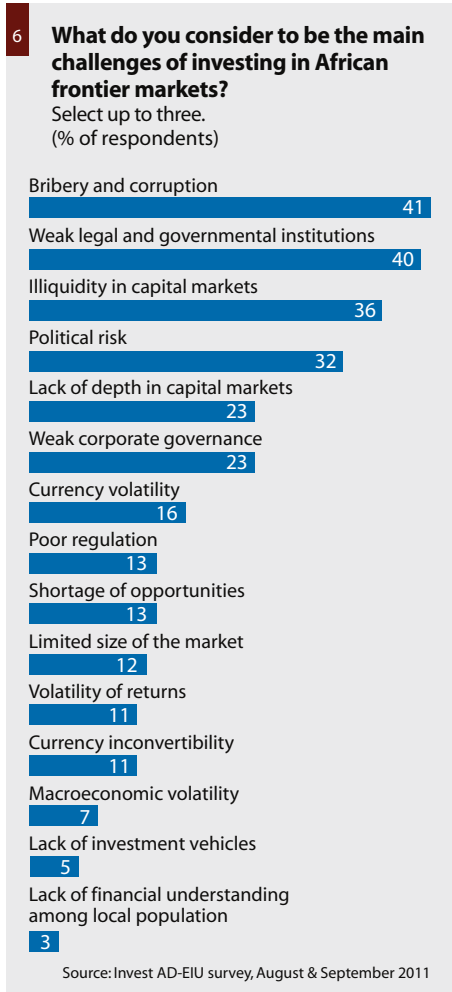 6
What do you consider to be the main
challenges of investing in African
frontier markets?
Select up to three.
(% of respondents)
Bribery and corruption
41
Weak legal and governmental institutions
40
Illiquidity in capital markets
36
Political risk
32
Lack of depth in capital markets
23
Weak corporate governance
23
Currency volatility
16
Poor regulation
13
Shortage of opportunities
13
Limited size of the market
12
Volatility of returns
11
Currency inconvertibility
11
Macroeconomic volatility
7
Lack of investment vehicles
5
Lack of financial understanding
among local population
3
Source: Invest AD-EIU survey, August & September 2011